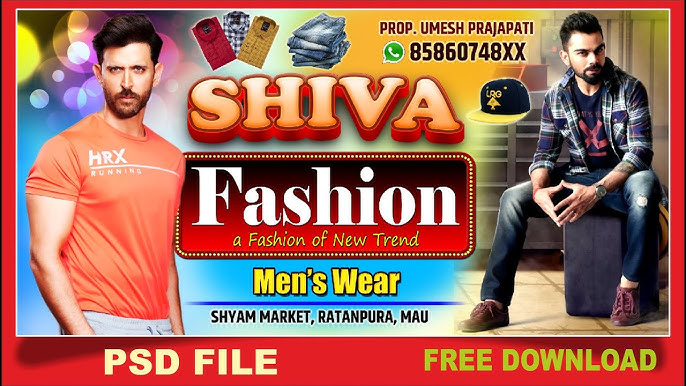 PROP. UMESH PRAJAPATI
85860748XX
SHIVA
LRG
HRX
RUNNING
Fashion
a Fashion of New Trend
Men's Wear
SHYAM MARKET, RATANPURA, MAU
PSD FILE
FREE DOWNLOAD